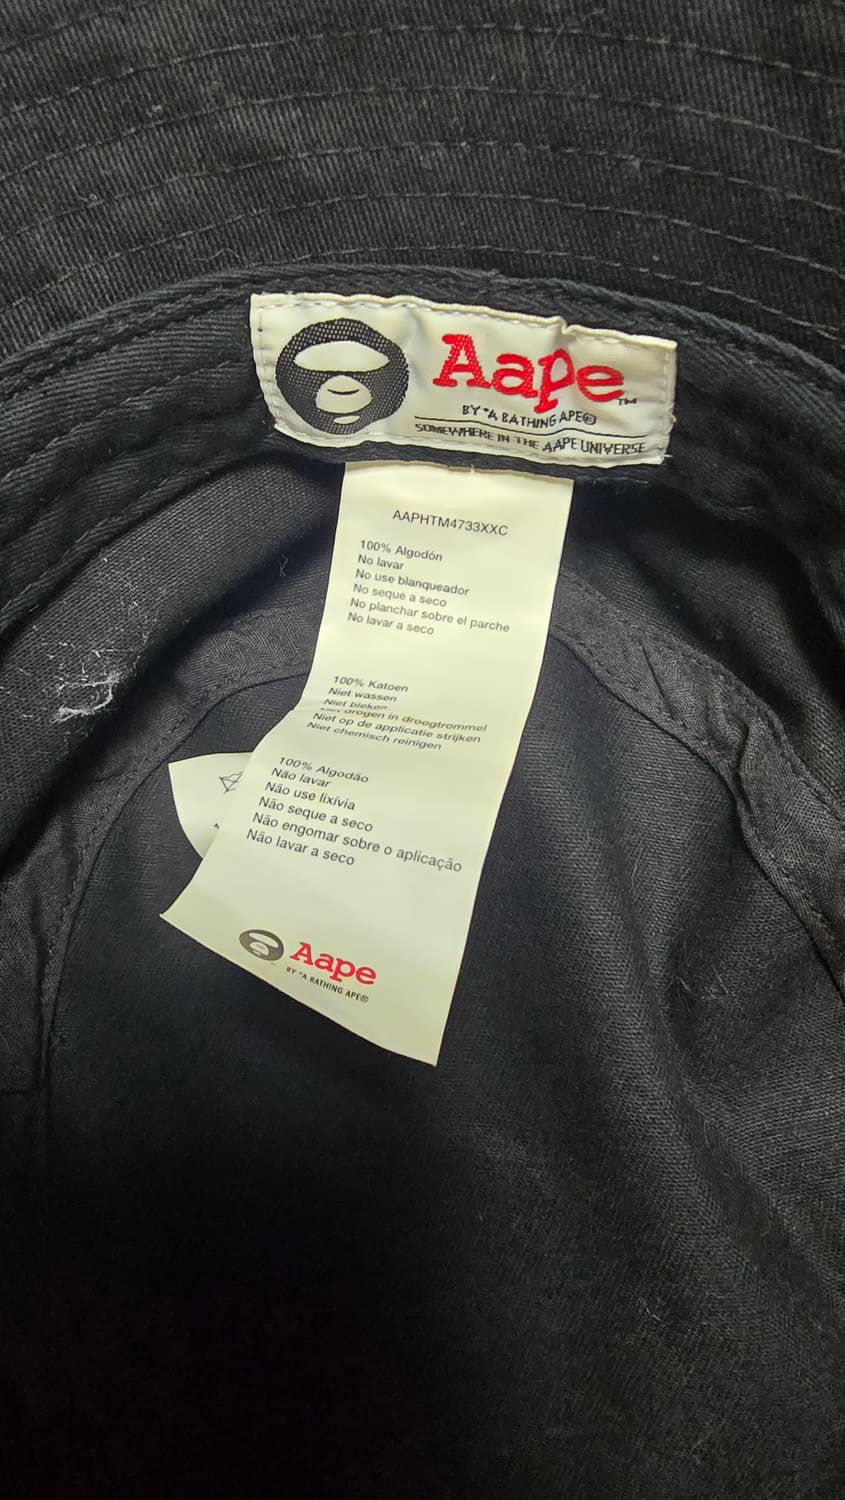 Aape™
BY *A BATHING APE®
SOMEWHERE IN THE AAPE UNIVERSE
AAPHTM4733XXC
100% Algodón
No lavar
No use blanqueador
No seque a seco
No planchar sobre el parche
No lavar a seco
100% Katoen
Niet wassen
Niet bleken
Niet drogen in droogtrommel
Niet op de applicatie strijken
Niet chemisch reinigen
100% Algodão
Não lavar
Não use lixívia
Não seque a seco
Não engomar sobre o aplicação
Não lavar a seco
Aape
BY *A BATHING APE®